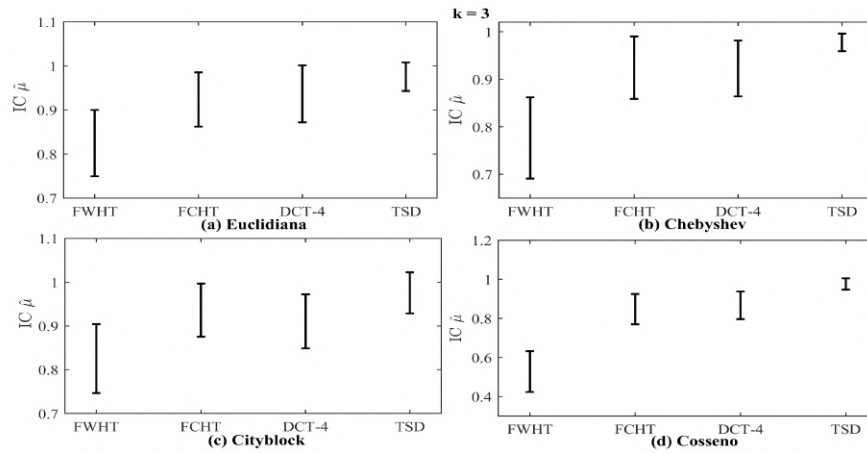 k = 3
IC μ̂
1.1
1
0.9
0.8
0.7
FWHT FCHT DCT-4 TSD
(a) Euclidiana
IC μ̂
1
0.9
0.8
0.7
FWHT FCHT DCT-4 TSD
(b) Chebyshev
IC μ̂
1.1
1
0.9
0.8
0.7
FWHT FCHT DCT-4 TSD
(c) Cityblock
IC μ̂
1.2
1
0.8
0.6
0.4
FWHT FCHT DCT-4 TSD
(d) Cosseno